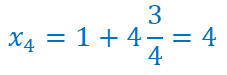 x₄ = 1 + 4 3/4 = 4